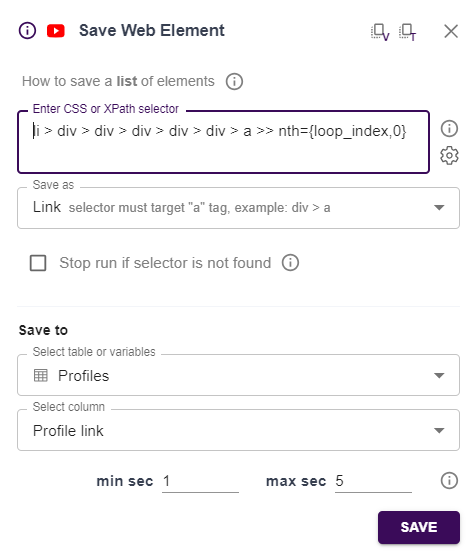 Save Web Element
V
T
How to save a list of elements
Enter CSS or XPath selector
li > div > div > div > div > div > a >> nth={loop_index,0}
Save as
Link selector must target "a" tag, example: div > a
Stop run if selector is not found
Save to
Select table or variables
Profiles
Select column
Profile link
min sec 1 max sec 5
SAVE